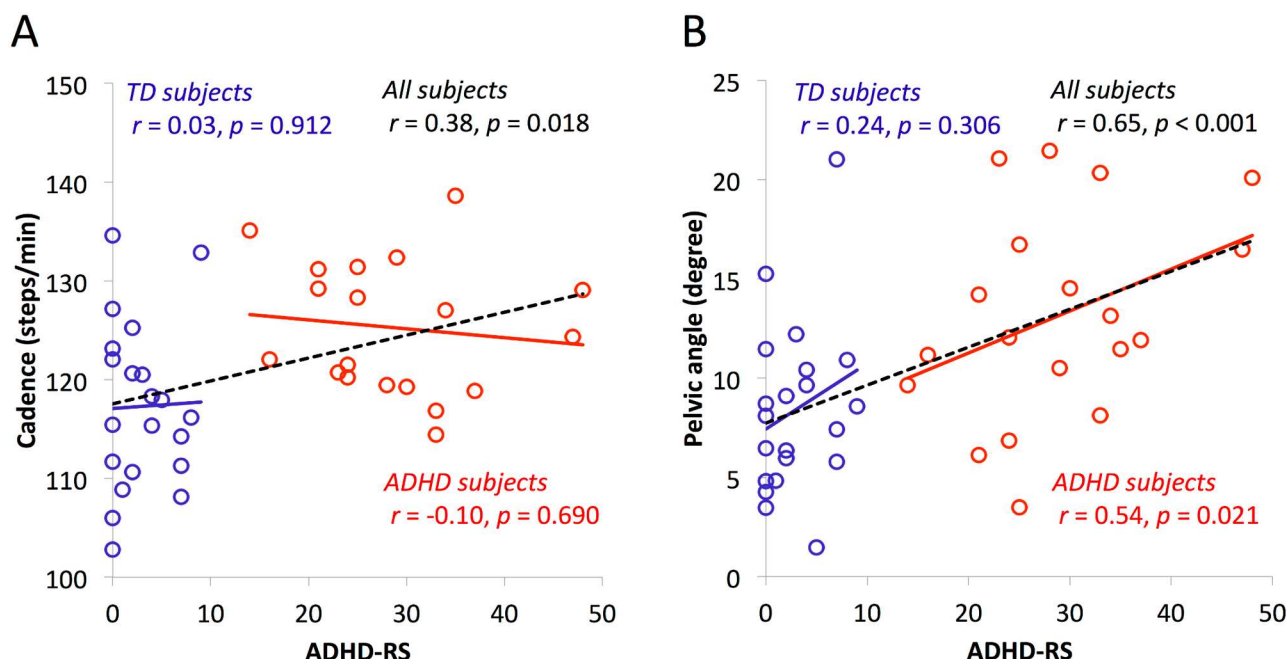 A
TD subjects
r = 0.03, p = 0.912
All subjects
r = 0.38, p = 0.018
ADHD subjects
r = -0.10, p = 0.690
Cadence (steps/min)
150
140
130
120
110
100
0 10 20 30 40 50
ADHD-RS
B
TD subjects
r = 0.24, p = 0.306
All subjects
r = 0.65, p < 0.001
ADHD subjects
r = 0.54, p = 0.021
Pelvic angle (degree)
25
20
15
10
5
0
0 10 20 30 40 50
ADHD-RS